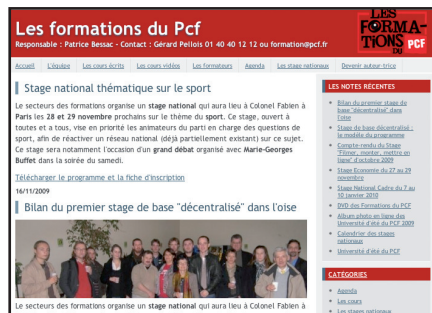 Les formations du Pcf
Responsable : Patrice Bessac - Contact : Gérard Pellois 01 40 40 12 12 ou formation@pcf.fr
LES
FORMA-
TIONS DU
PCF
Accueil L'équipe Les cours écrits Les cours vidéos Les formateurs Agenda Les stage nationaux Devenir auteur-trice
Stage national thématique sur le sport
Le secteurs des formations organise un stage national qui aura lieu à Colonel Fabien à
Paris les 28 et 29 novembre prochains sur le thème du sport. Ce stage, ouvert à
toutes et a tous, vise en priorité les animateurs du parti en charge des questions de
sport, afin de réactiver un réseau national (déjà partiellement existant) sur ce sujet.
Ce stage sera notamment l'occasion d'un grand débat organisé avec Marie-Georges
Buffet dans la soirée du samedi.
Télécharger le programme et la fiche d'inscription
16/11/2009
Bilan du premier stage de base "décentralisé" dans l'oise
Le secteurs des formations organise un stage national qui aura lieu à Colonel Fabien à
LES NOTES RÉCENTES
Bilan du premier stage de
base "décentralisé" dans
l'oise
Stage de base décentralisé :
le modèle du programme
Compte-rendu du Stage
"Filmer, monter, mettre en
ligne" d'octobre 2009
Stage Economie du 27 au 29
novembre
Stage National Cadre du 7 au
10 janvier 2010
DVD des Formations du PCF
Album photo en ligne des
Université d'été du PCF 2009
Calendrier des stages
nationaux
Université d'été du PCF
CATÉGORIES
Agenda
Les cours
Les stages nationaux